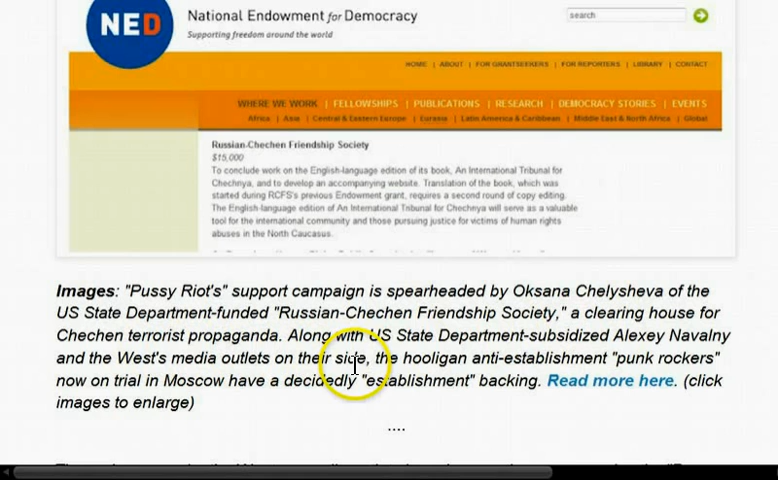 NED
National Endowment for Democracy
Supporting freedom around the world
search
HOME | ABOUT | FOR GRANTSEEKERS | FOR REPORTERS | LIBRARY | CONTACT
WHERE WE WORK | FELLOWSHIPS | PUBLICATIONS | RESEARCH | DEMOCRACY STORIES | EVENTS
Africa | Asia | Central & Eastern Europe | Eurasia | Latin America & Caribbean | Middle East & North Africa | Global
Russian-Chechen Friendship Society
$15,000
To conclude work on the English-language edition of its book, An International Tribunal for
Chechnya, and to develop an accompanying website. Translation of the book, which was
started during RCFS's previous Endowment grant, requires a second round of copy editing.
The English-language edition of An International Tribunal for Chechnya will serve as a valuable
tool for the international community and those pursuing justice for victims of human rights
abuses in the North Caucasus.
Images: "Pussy Riot's" support campaign is spearheaded by Oksana Chelysheva of the
US State Department-funded "Russian-Chechen Friendship Society," a clearing house for
Chechen terrorist propaganda. Along with US State Department-subsidized Alexey Navalny
and the West's media outlets on their side, the hooligan anti-establishment "punk rockers"
now on trial in Moscow have a decidedly "establishment" backing. Read more here. (click
images to enlarge)
....